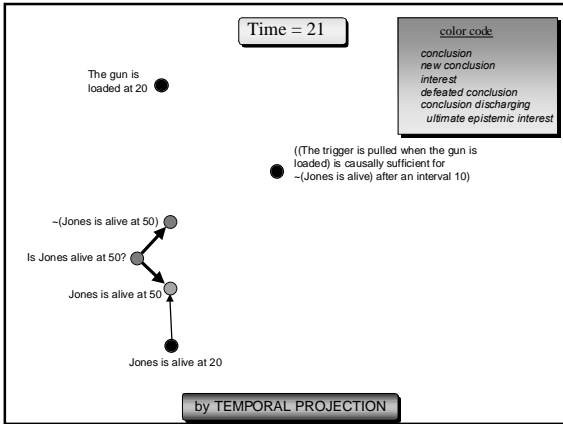 Time = 21
color code
conclusion
new conclusion
interest
defeated conclusion
conclusion discharging
ultimate epistemic interest
The gun is
loaded at 20
((The trigger is pulled when the gun is
loaded) is causally sufficient for
~(Jones is alive) after an interval 10)
~(Jones is alive at 50)
Is Jones alive at 50?
Jones is alive at 50
Jones is alive at 20
by TEMPORAL PROJECTION